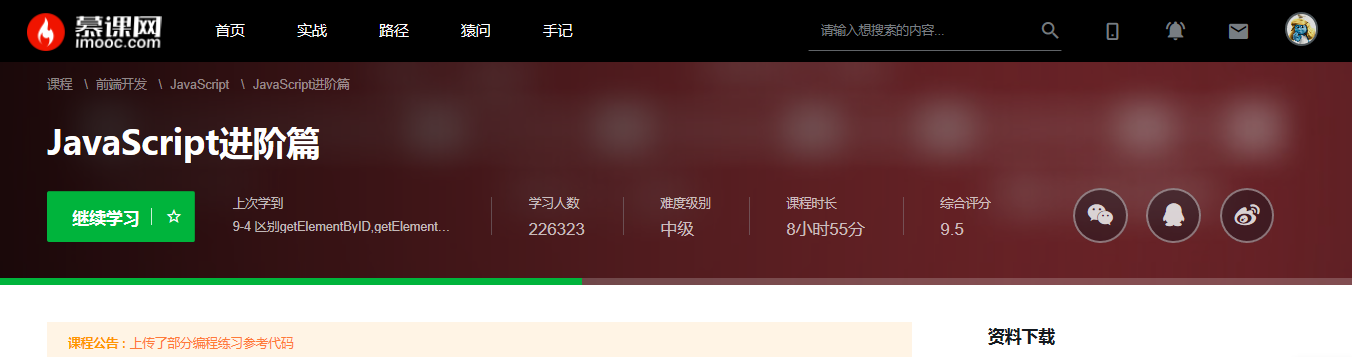 慕课网
imooc.com
首页 实战 路径 猿问 手记 请输入想搜索的内容...
课程 \ 前端开发 \ JavaScript \ JavaScript进阶篇
JavaScript进阶篇
继续学习
上次学到 学习人数 难度级别 课程时长 综合评分
9-4 区别getElementByID,getElement... 226323 中级 8小时55分 9.5
课程公告 : 上传了部分编程练习参考代码
资料下载